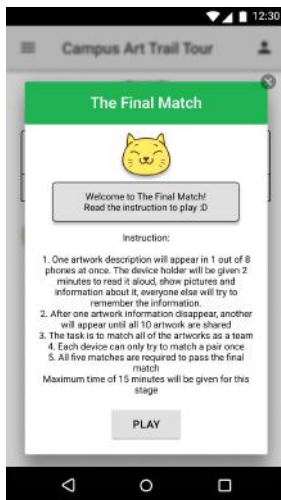 12:30
Campus Art Trail Tour
The Final Match
Welcome to The Final Match!
Read the instruction to play :D
Instruction:
1. One artwork description will appear in 1 out of 8
phones at once. The device holder will be given 2
minutes to read it aloud, show pictures and
information about it, everyone else will try to
remember the information.
2. After one artwork information disappear, another
will appear until all 10 artwork are shared
3. The task is to match all of the artworks as a team
4. Each device can only try to match a pair once
5. All five matches are required to pass the final
match
Maximum time of 15 minutes will be given for this
stage
PLAY